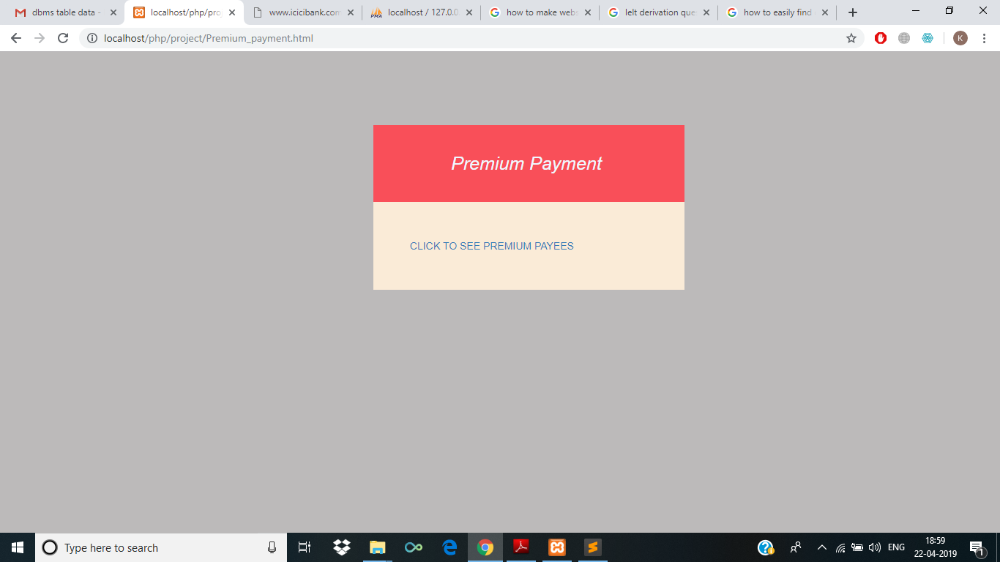 dbms table data -
localhost/php/proj
www.icicibank.com
localhost / 127.0.0.
how to make webs
lelt derivation que
how to easily find
localhost/php/project/Premium_payment.html
K
Premium Payment
CLICK TO SEE PREMIUM PAYEES
Type here to search
ENG
18:59
22-04-2019
1